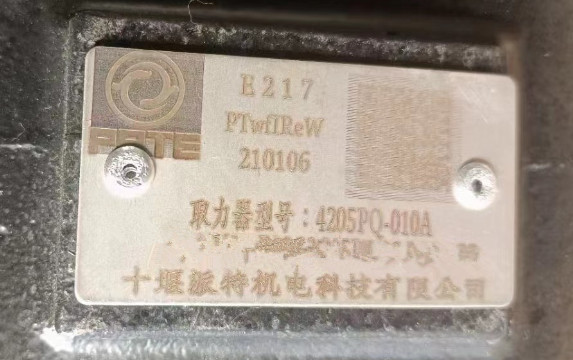 E217
PTwfIReW
PATE
210106
取力器型号：4205PQ-010A
十堰派特机电科技有限公司